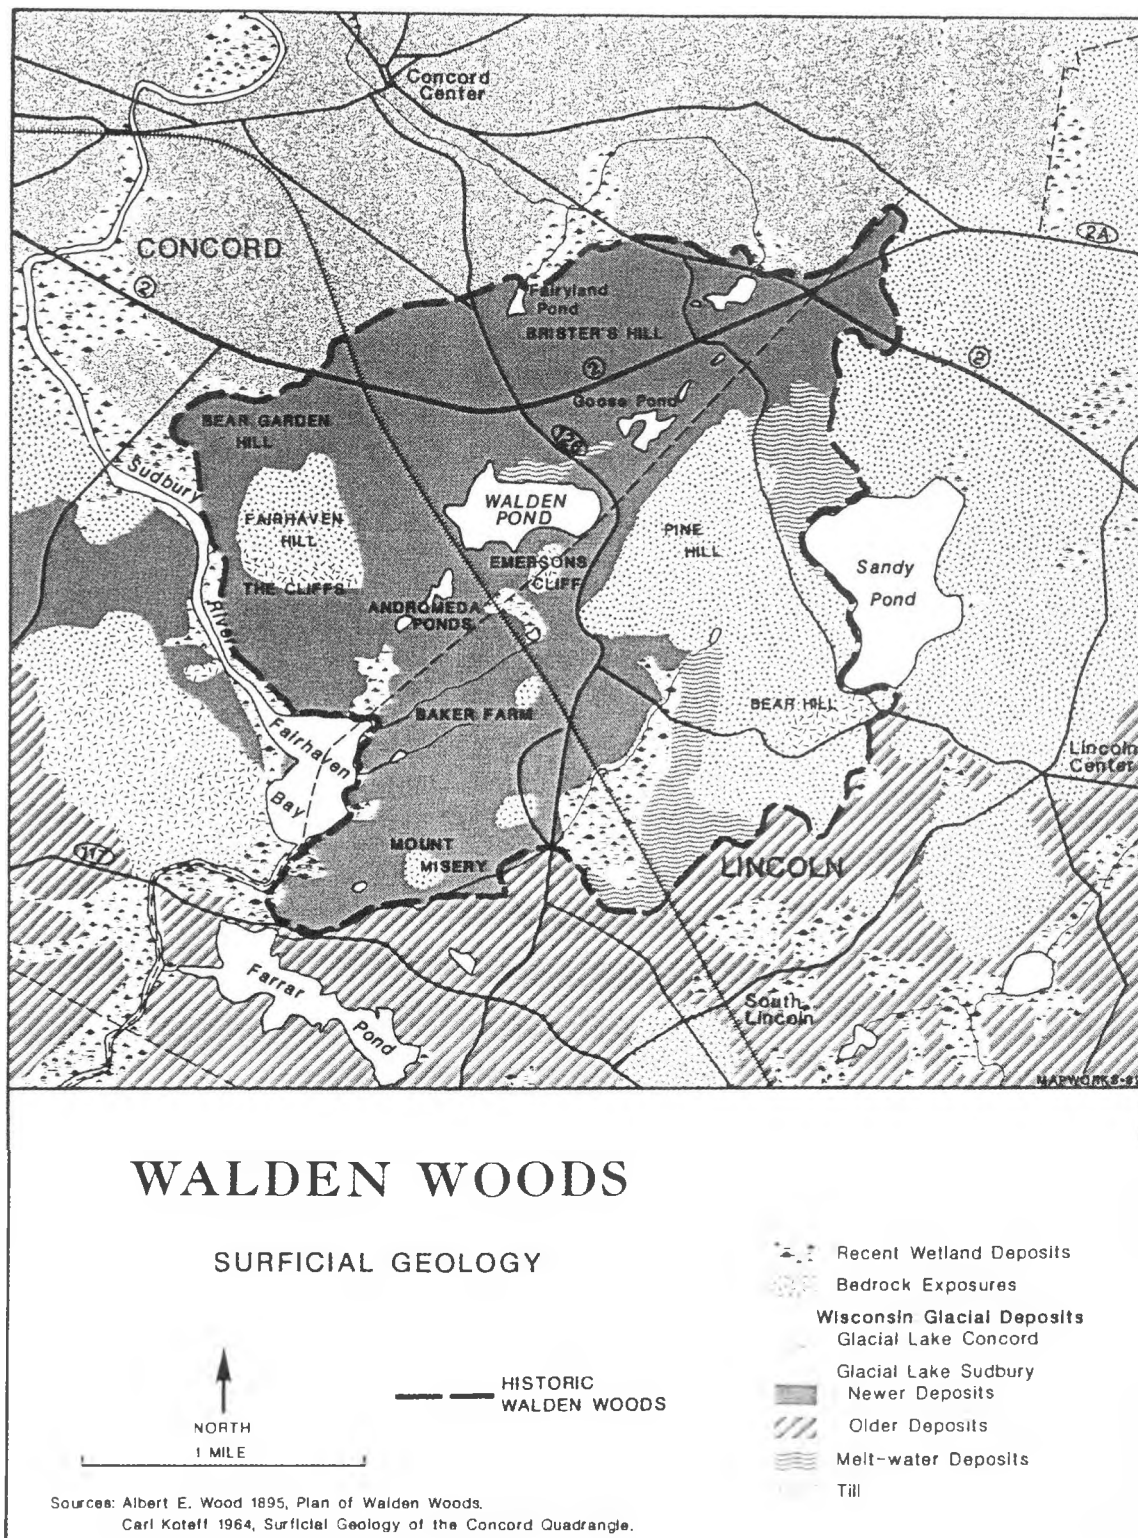 Concord
Center
2A
CONCORD
2
Fairyland
Pond
BRISTER'S HILL
2
2
Goose Pond
BEAR GARDEN
HILL
126
Sudbury
River
WALDEN
POND
FAIRHAVEN
HILL
PINE
HILL
EMERSONS
CLIFF
Sandy
Pond
THE CLIFFS
ANDROMEDA
PONDS
BEAR HILL
BAKER FARM
Fairhaven
Bay
Lincoln
Center
117
MOUNT
MISERY
LINCOLN
Farrar
Pond
South
Lincoln
WALDEN WOODS
SURFICIAL GEOLOGY
Recent Wetland Deposits
Bedrock Exposures
Wisconsin Glacial Deposits
Glacial Lake Concord
Glacial Lake Sudbury
Newer Deposits
Older Deposits
Melt-water Deposits
Till
HISTORIC
WALDEN WOODS
NORTH
1 MILE
Sources: Albert E. Wood 1895, Plan of Walden Woods.
Carl Koteff 1964, Surficial Geology of the Concord Quadrangle.